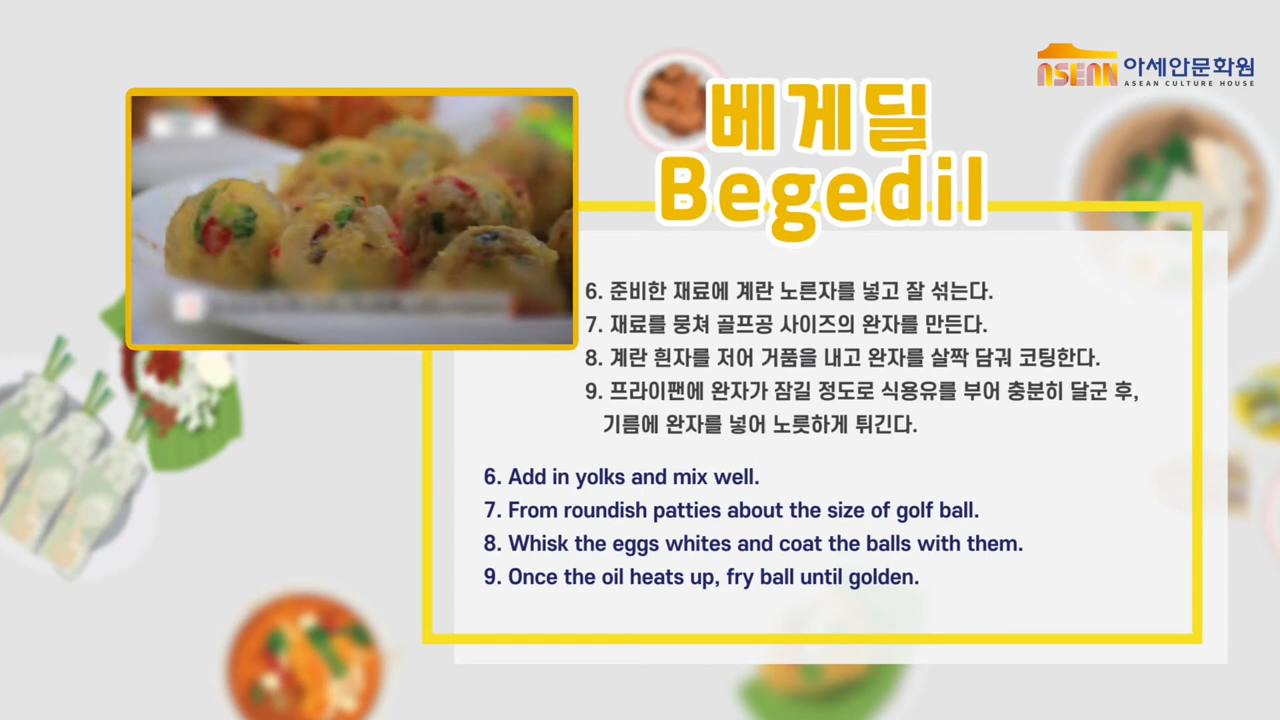 ASEAN 아세안문화원
ASEAN CULTURE HOUSE
베게딜
Begedil
6. 준비한 재료에 계란 노른자를 넣고 잘 섞는다.
7. 재료를 뭉쳐 골프공 사이즈의 완자를 만든다.
8. 계란 흰자를 저어 거품을 내고 완자를 살짝 담궈 코팅한다.
9. 프라이팬에 완자가 잠길 정도로 식용유를 부어 충분히 달군 후,
기름에 완자를 넣어 노릇하게 튀긴다.
6. Add in yolks and mix well.
7. From roundish patties about the size of golf ball.
8. Whisk the eggs whites and coat the balls with them.
9. Once the oil heats up, fry ball until golden.